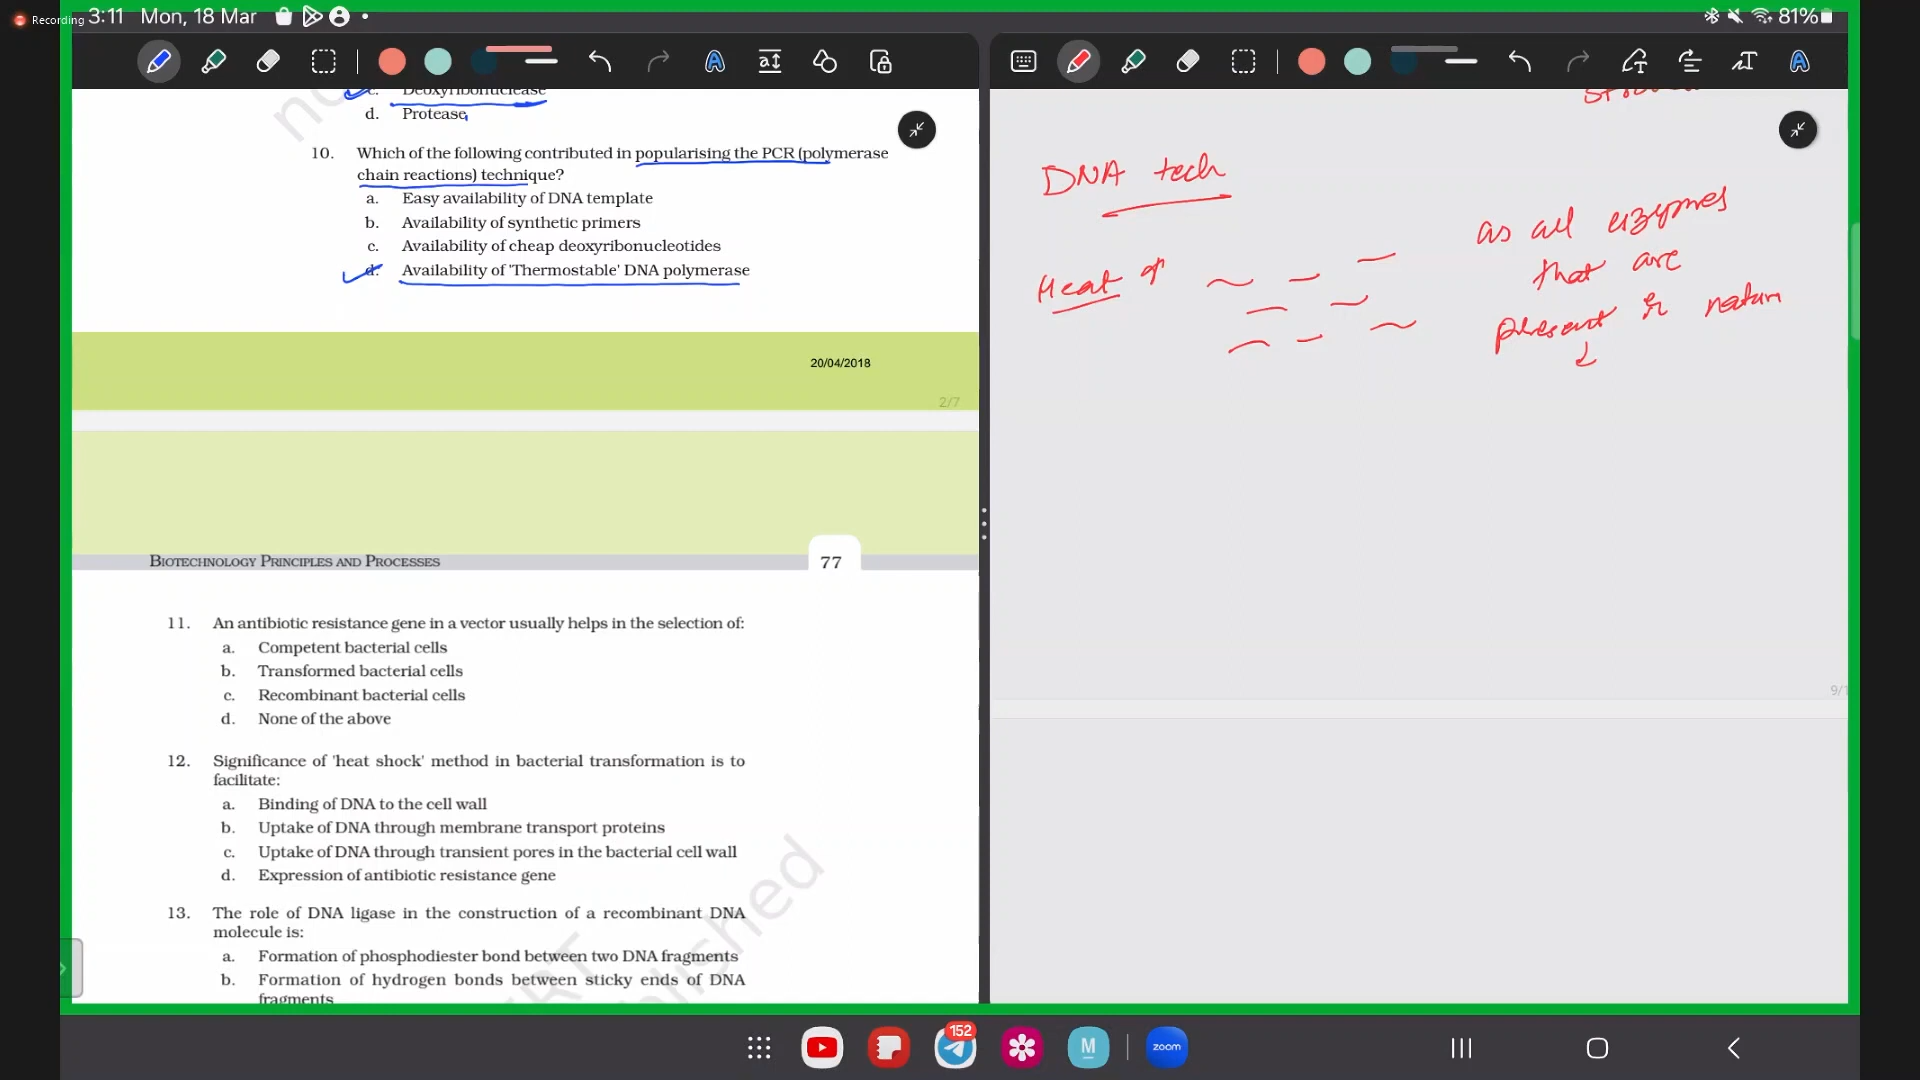 Recording
3:11 Mon, 18 Mar
81%
c. Deoxyribonuclease
d. Protease
10. Which of the following contributed in popularising the PCR (polymerase
chain reactions) technique?
a. Easy availability of DNA template
b. Availability of synthetic primers
c. Availability of cheap deoxyribonucleotides
d. Availability of 'Thermostable' DNA polymerase
20/04/2018
2/7
BIOTECHNOLOGY PRINCIPLES AND PROCESSES
77
11. An antibiotic resistance gene in a vector usually helps in the selection of:
a. Competent bacterial cells
b. Transformed bacterial cells
c. Recombinant bacterial cells
d. None of the above
12. Significance of 'heat shock' method in bacterial transformation is to
facilitate:
a. Binding of DNA to the cell wall
b. Uptake of DNA through membrane transport proteins
c. Uptake of DNA through transient pores in the bacterial cell wall
d. Expression of antibiotic resistance gene
13. The role of DNA ligase in the construction of a recombinant DNA
molecule is:
a. Formation of phosphodiester bond between two DNA fragments
b. Formation of hydrogen bonds between sticky ends of DNA
fragments
DNA tech
Heat of
as all enzymes
that are
present in nature
9/1
152
M
zoom